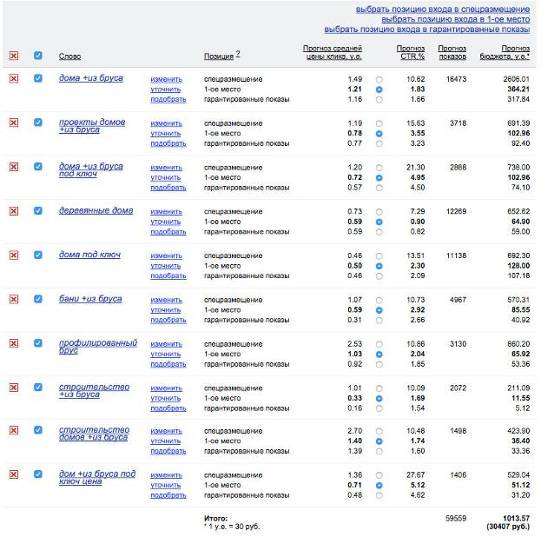 выбрать позицию входа в спецразмещение
выбрать позицию входа в 1-ое место
выбрать позицию входа в гарантированные показы
Слово Позиция ? Прогноз средней цены клика, у.е. Прогноз CTR,% Прогноз показов Прогноз бюджета, у.е.*
дома +из бруса изменить спецразмещение 1.49 10.62 16473 2606.01
уточнить 1-ое место 1.21 1.83 364.21
подобрать гарантированные показы 1.16 1.66 317.84
проекты домов +из бруса изменить спецразмещение 1.19 15.63 3718 691.39
уточнить 1-ое место 0.78 3.55 102.96
подобрать гарантированные показы 0.77 3.23 92.40
дома +из бруса под ключ изменить спецразмещение 1.20 21.30 2888 738.00
уточнить 1-ое место 0.72 4.95 102.96
подобрать гарантированные показы 0.57 4.50 74.10
деревянные дома изменить спецразмещение 0.73 7.29 12269 652.62
уточнить 1-ое место 0.59 0.90 64.90
подобрать гарантированные показы 0.59 0.82 59.00
дома под ключ изменить спецразмещение 0.46 13.51 11138 692.30
уточнить 1-ое место 0.50 2.30 128.00
подобрать гарантированные показы 0.46 2.09 107.18
бани +из бруса изменить спецразмещение 1.07 10.73 4967 570.31
уточнить 1-ое место 0.59 2.92 85.55
подобрать гарантированные показы 0.31 2.66 40.92
профилированный брус изменить спецразмещение 2.53 10.86 3130 860.20
уточнить 1-ое место 1.03 2.04 65.92
подобрать гарантированные показы 0.92 1.85 53.36
строительство +из бруса изменить спецразмещение 1.01 10.09 2072 211.09
уточнить 1-ое место 0.33 1.69 11.55
подобрать гарантированные показы 0.16 1.54 5.12
строительство домов +из бруса изменить спецразмещение 2.70 10.48 1498 423.90
уточнить 1-ое место 1.40 1.74 36.40
подобрать гарантированные показы 1.39 1.60 33.36
дом +из бруса под ключ цена изменить спецразмещение 1.36 27.67 1406 529.04
уточнить 1-ое место 0.71 5.12 51.12
подобрать гарантированные показы 0.48 4.62 31.20
Итого: 59559 1013.57
* 1 у.е. = 30 руб. (30407 руб.)